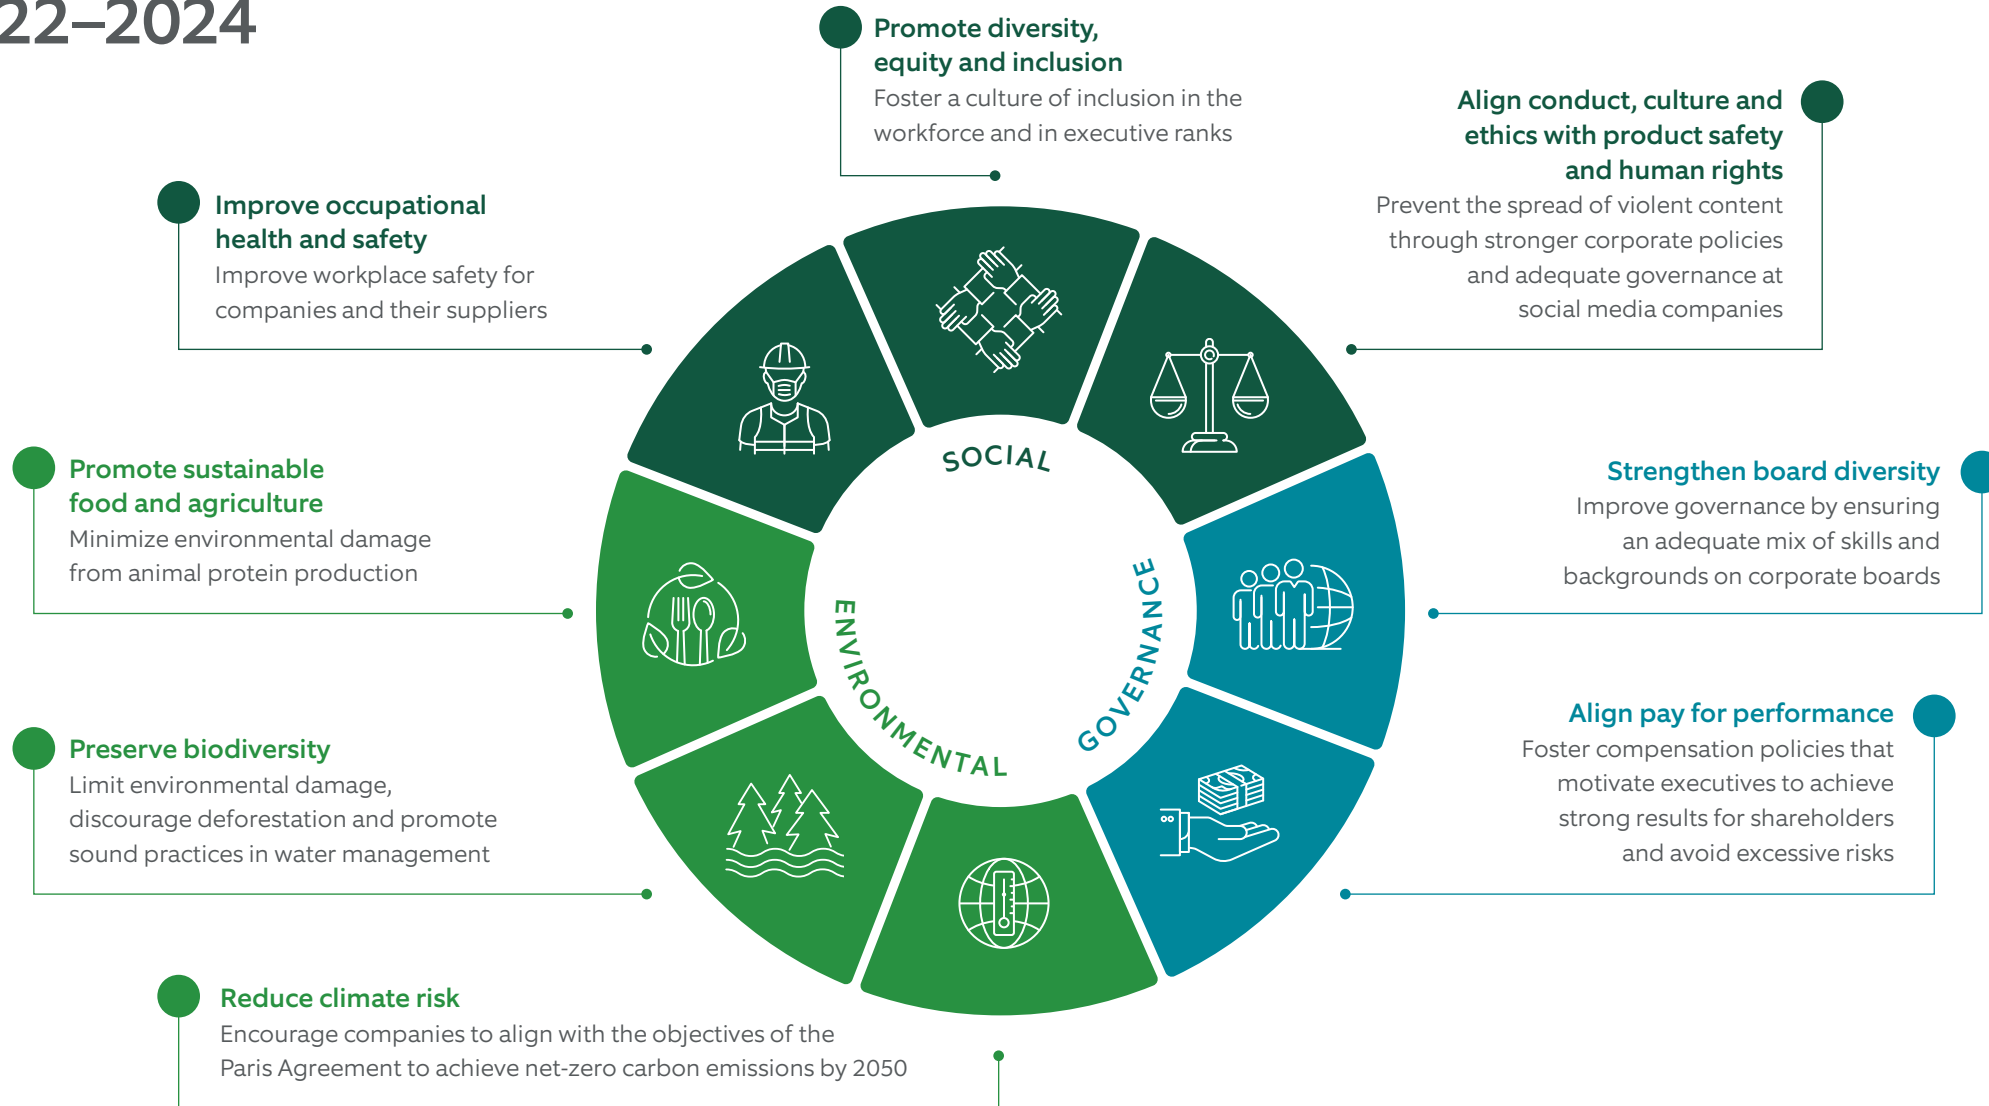 22–2024
Promote diversity,
equity and inclusion
Foster a culture of inclusion in the
workforce and in executive ranks
Align conduct, culture and
ethics with product safety
and human rights
Prevent the spread of violent content
through stronger corporate policies
and adequate governance at
social media companies
Improve occupational
health and safety
Improve workplace safety for
companies and their suppliers
SOCIAL
Promote sustainable
food and agriculture
Minimize environmental damage
from animal protein production
Strengthen board diversity
Improve governance by ensuring
an adequate mix of skills and
backgrounds on corporate boards
ENVIRONMENTAL
GOVERNANCE
Preserve biodiversity
Limit environmental damage,
discourage deforestation and promote
sound practices in water management
Align pay for performance
Foster compensation policies that
motivate executives to achieve
strong results for shareholders
and avoid excessive risks
Reduce climate risk
Encourage companies to align with the objectives of the
Paris Agreement to achieve net-zero carbon emissions by 2050